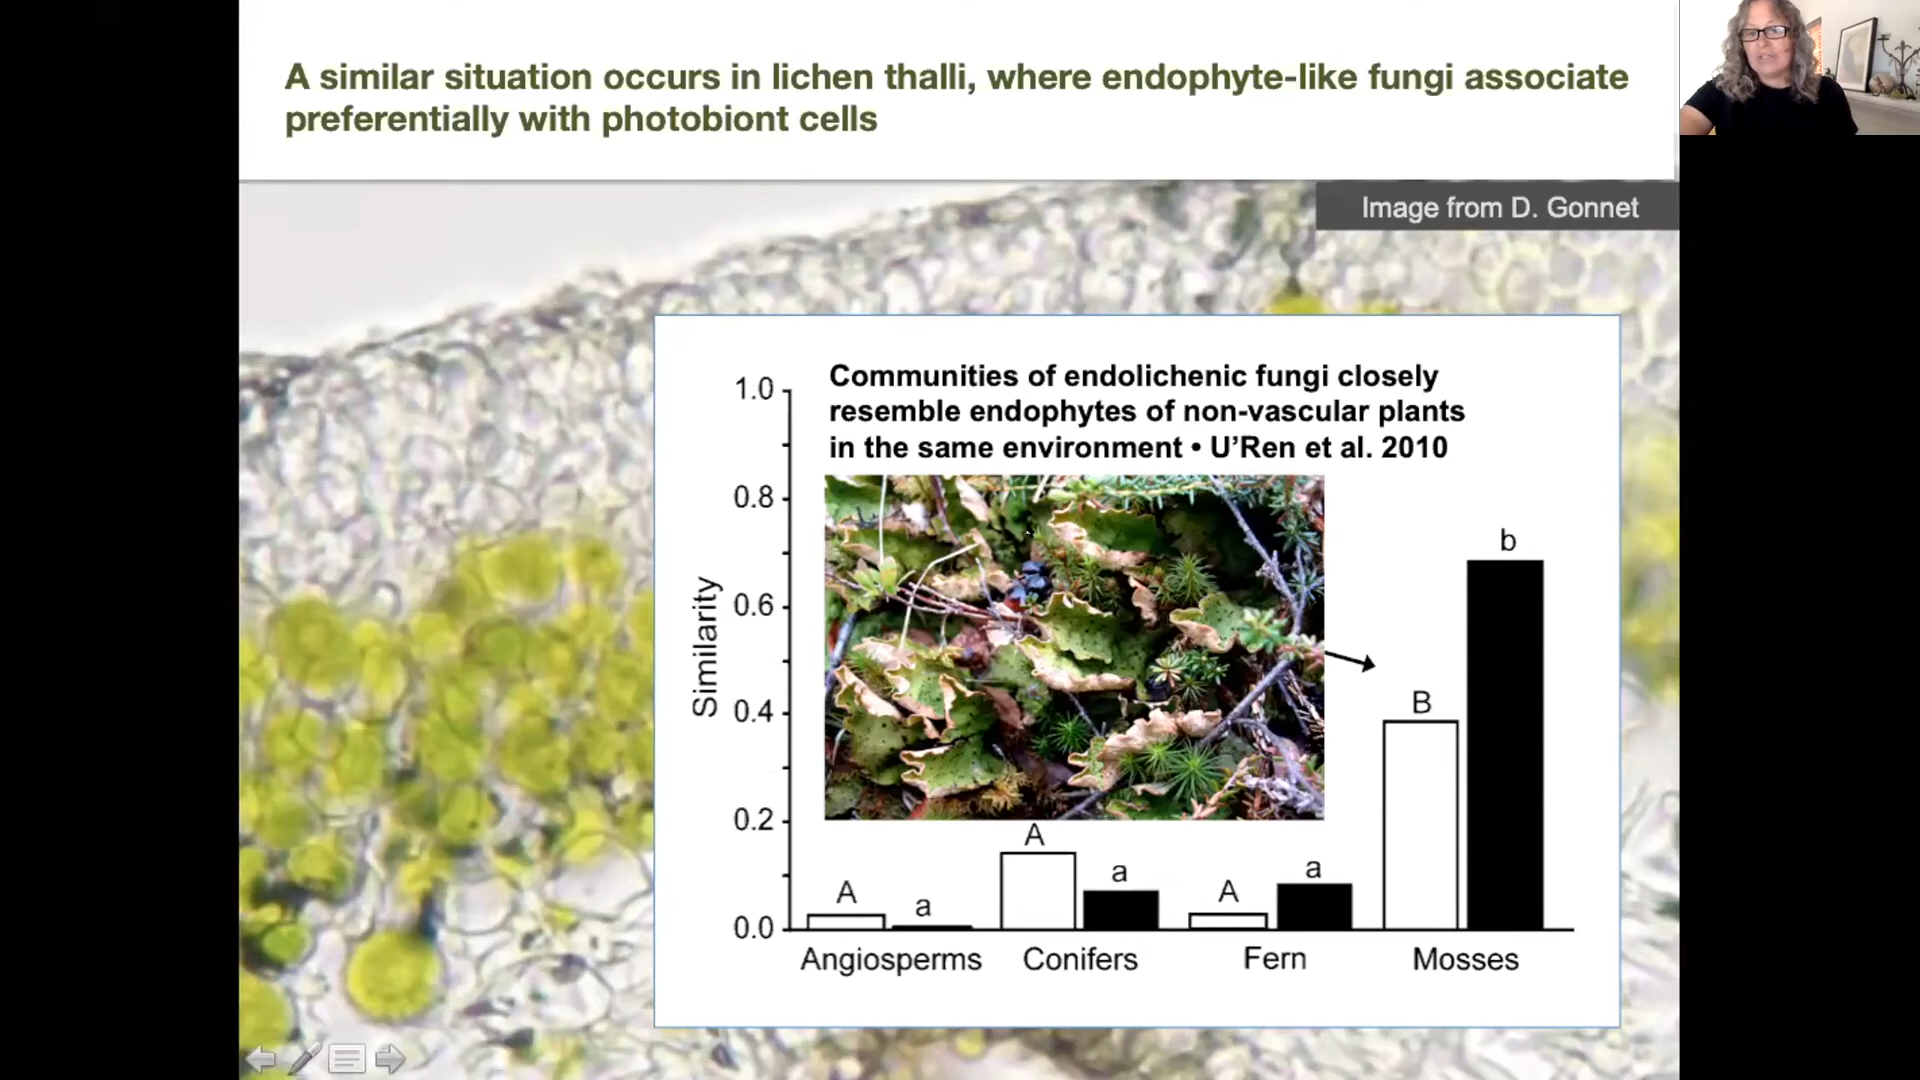 A similar situation occurs in lichen thalli, where endophyte-like fungi associate
preferentially with photobiont cells
Image from D. Gonnet
Communities of endolichenic fungi closely
resemble endophytes of non-vascular plants
in the same environment • U’Ren et al. 2010
Similarity
1.0
0.8
0.6
0.4
0.2
0.0
A
a
A
a
A
a
B
b
Angiosperms
Conifers
Fern
Mosses